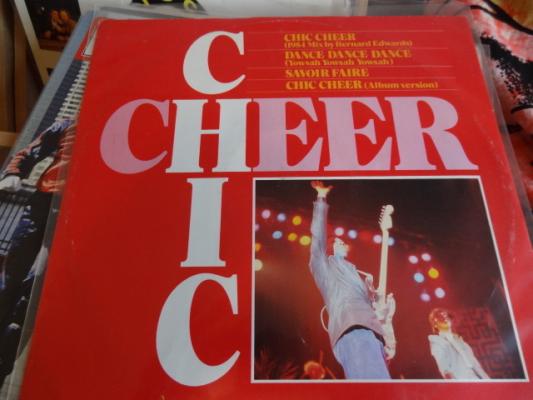 CHIC CHEER
(1984 Mix by Bernard Edwards)
DANCE DANCE DANCE
(Yowsah Yowsah Yowsah)
SAVOIR FAIRE
CHIC CHEER (Album version)
CHEER
CHIC